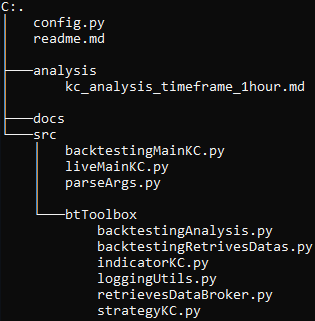 C:.
config.py
readme.md
analysis
kc_analysis_timeframe_1hour.md
docs
src
backtestingMainKC.py
liveMainKC.py
parseArgs.py
btToolbox
backtestingAnalysis.py
backtestingRetrivesDatas.py
indicatorKC.py
loggingUtils.py
retrievesDataBroker.py
strategyKC.py